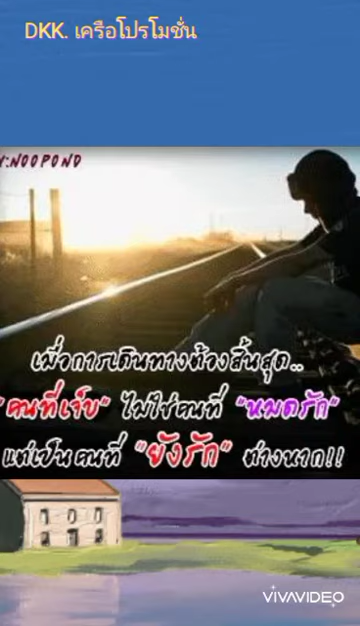 DKK. เครือโปรโมชั่น
Y:NOOPOND
เมื่อการเดินทางต้องสิ้นสุด..
"คนที่เจ็บ" ไม่ใช่คนที่ "หมดรัก"
แต่เป็นคนที่ "ยังรัก" ต่างหาก!!
VIVAVIDEO